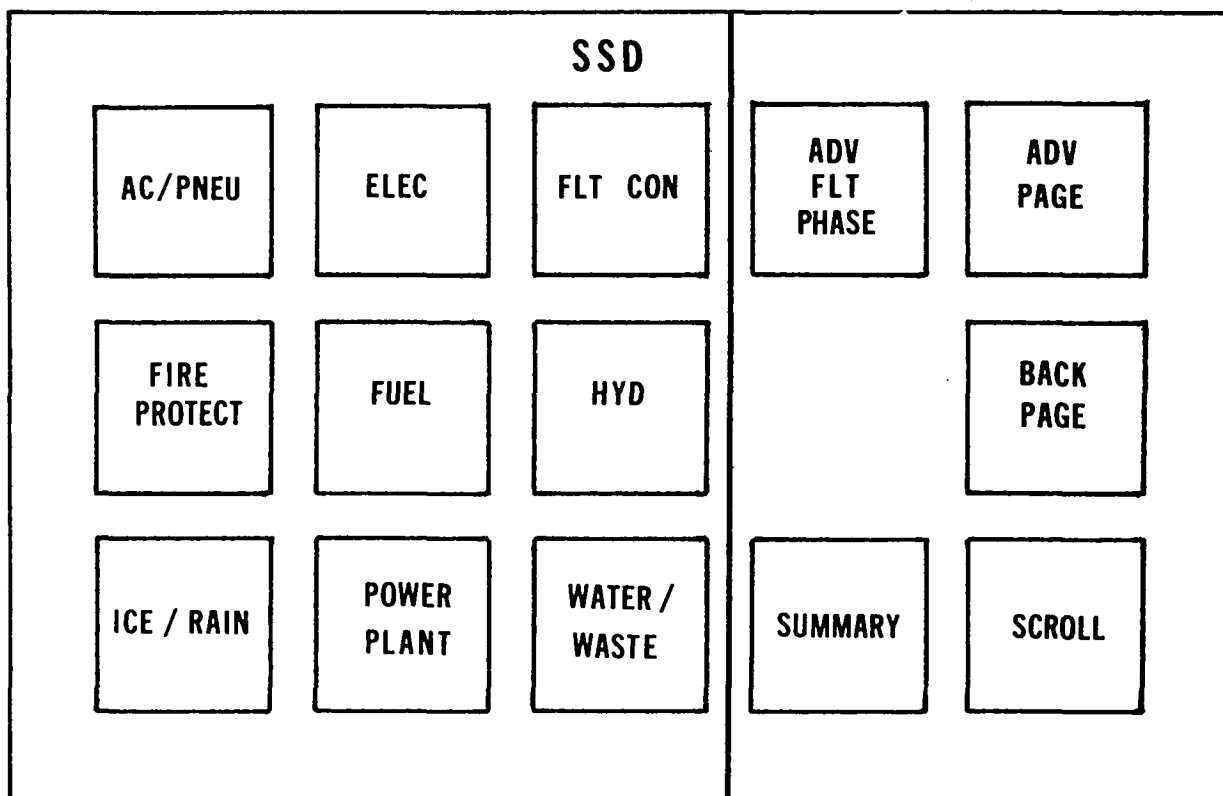 SSD
AC/PNEU
ELEC
FLT CON
ADV
FLT
PHASE
ADV
PAGE
FIRE
PROTECT
FUEL
HYD
BACK
PAGE
ICE / RAIN
POWER
PLANT
WATER /
WASTE
SUMMARY
SCROLL